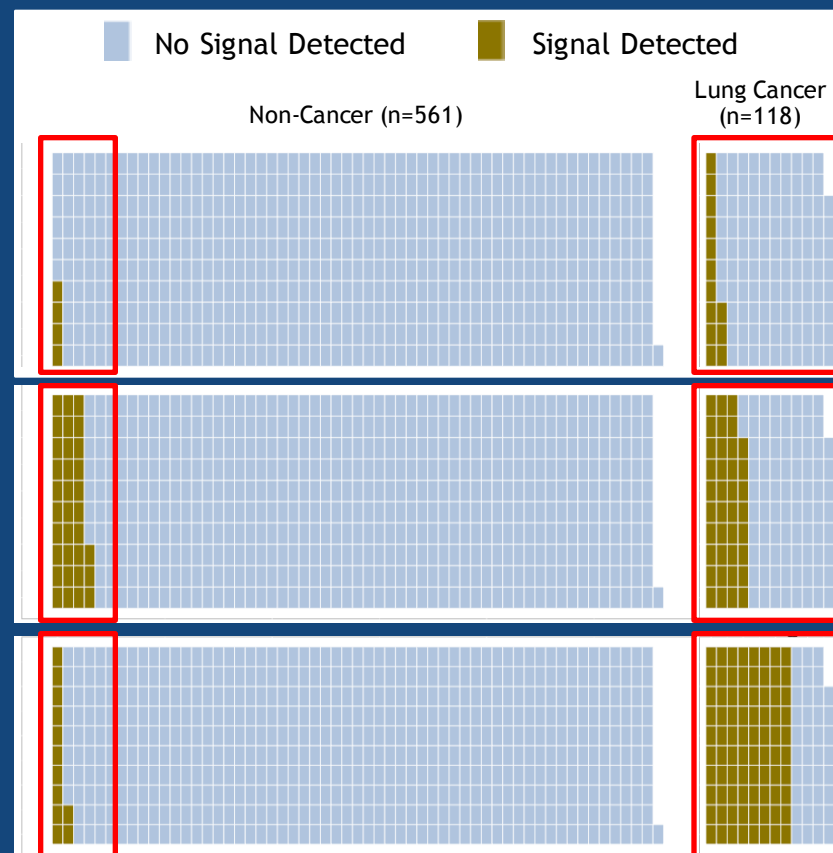 No Signal Detected
Signal Detected
Non-Cancer (n=561)
Lung Cancer
(n=118)